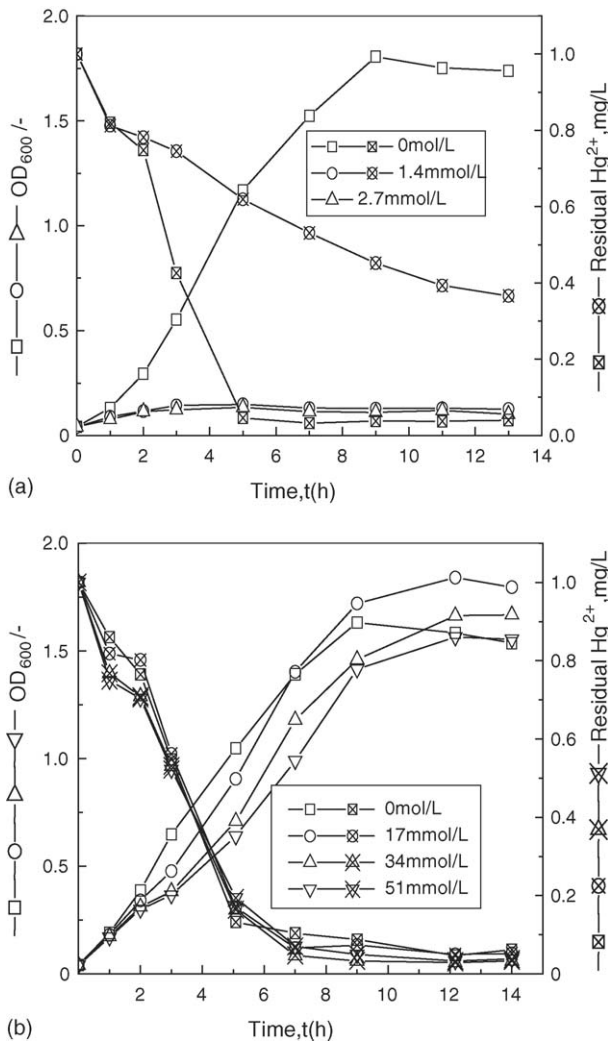 2.0
1.5
1.0
0.5
0
OD600 /-
1.0
0.8
0.6
0.4
0.2
0.0
Residual Hg2+,mg/L
0mol/L
1.4mmol/L
2.7mmol/L
0 2 4 6 8 10 12 14
(a)
Time,t(h)
2.0
1.5
1.0
0.5
0
OD600 /-
1.0
0.8
0.6
0.4
0.2
0.0
Residual Hg2+,mg/L
0mol/L
17mmol/L
34mmol/L
51mmol/L
0 2 4 6 8 10 12 14
(b)
Time,t(h)